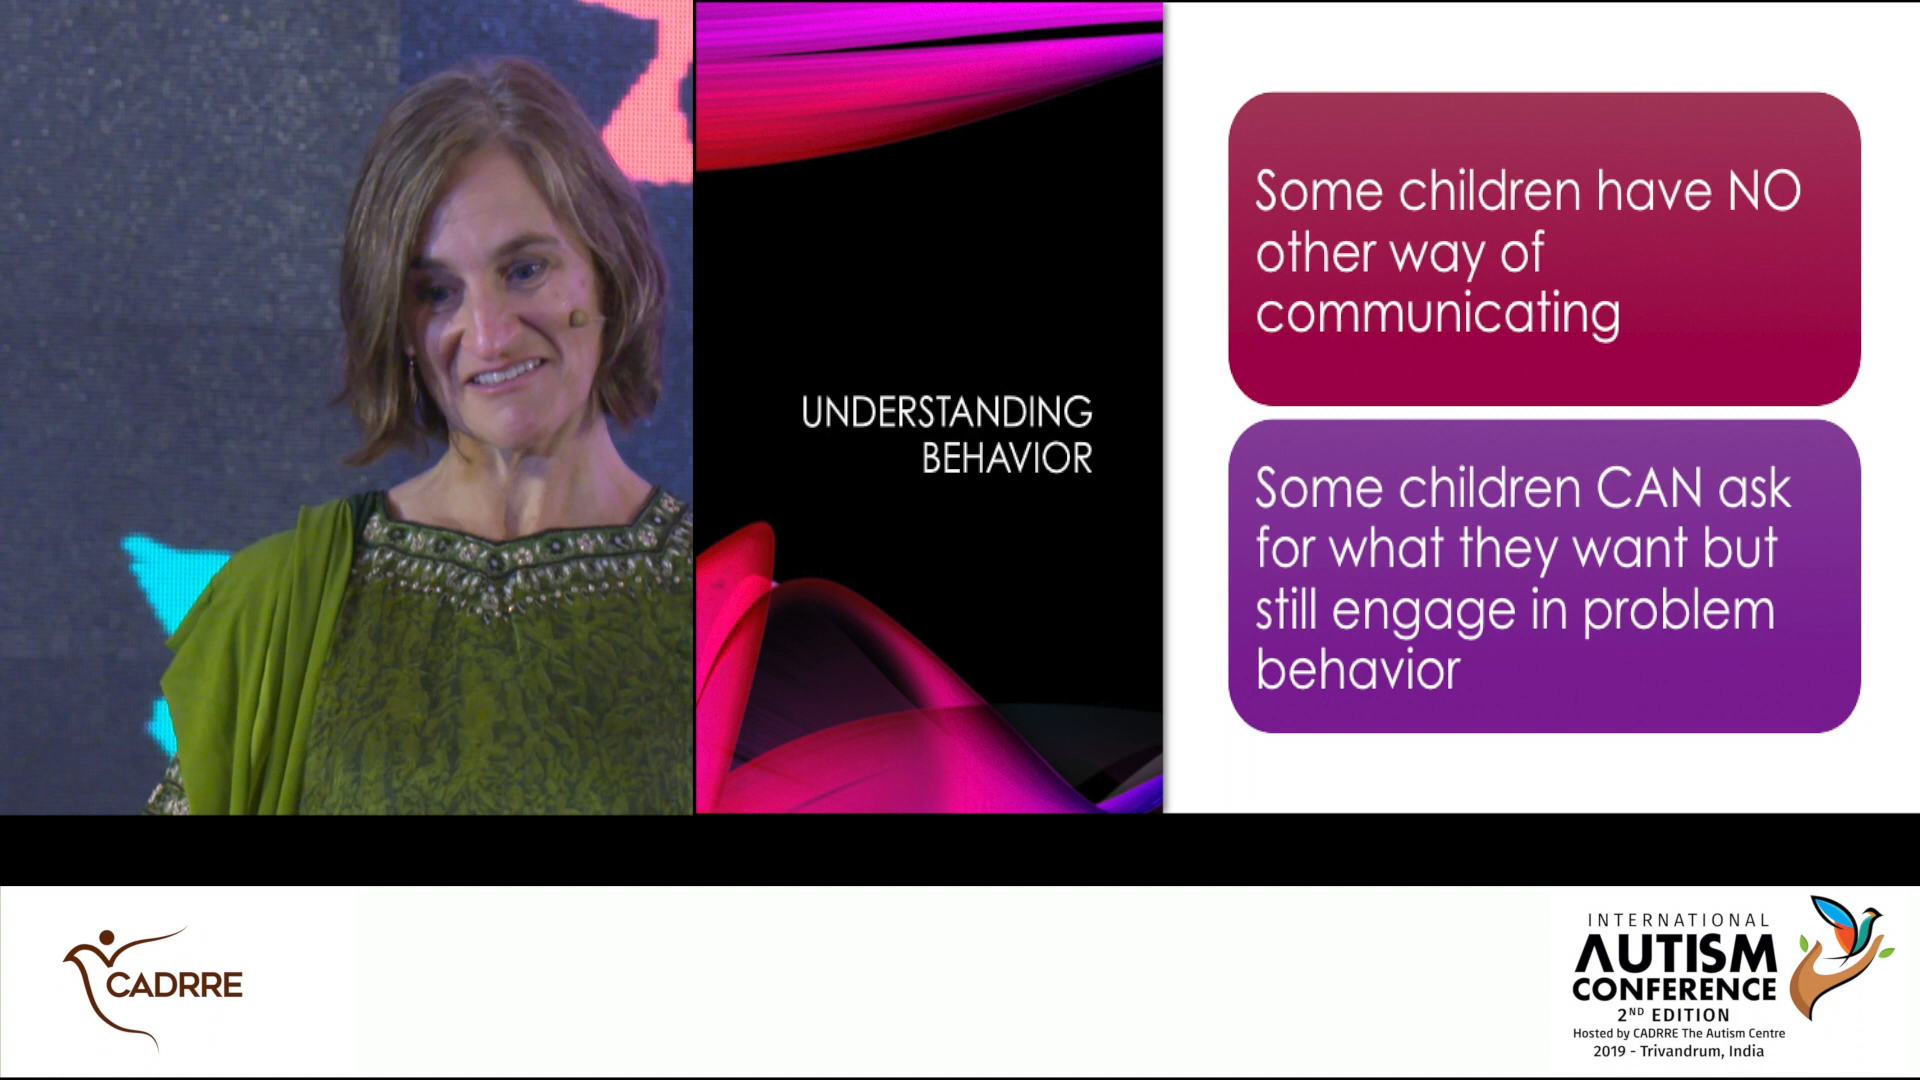 UNDERSTANDING
BEHAVIOR
Some children have NO
other way of
communicating
Some children CAN ask
for what they want but
still engage in problem
behavior
CADRRE
INTERNATIONAL
AUTISM
CONFERENCE
2ND EDITION
Hosted by CADRRE The Autism Centre
2019 - Trivandrum, India